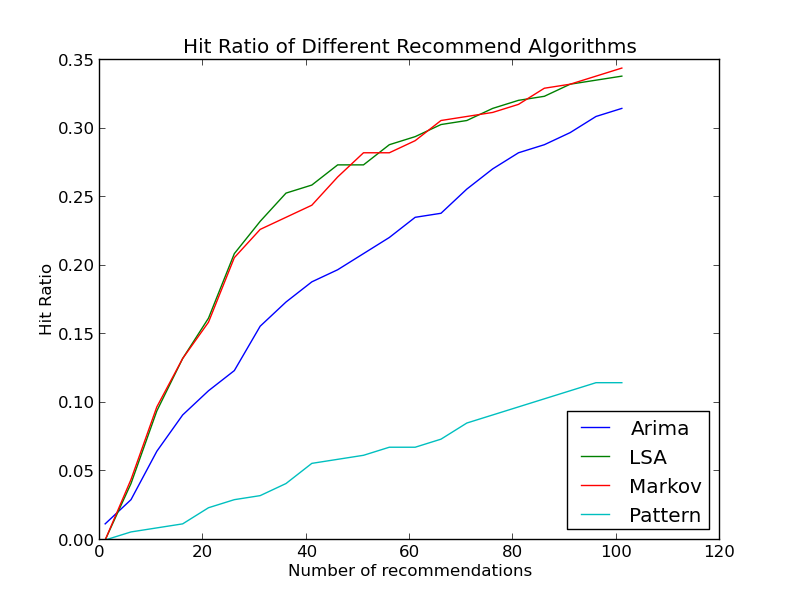 Hit Ratio of Different Recommend Algorithms
0.35
0.30
0.25
0.20
0.15
0.10
0.05
0.00
Hit Ratio
0 20 40 60 80 100 120
Number of recommendations
Arima
LSA
Markov
Pattern